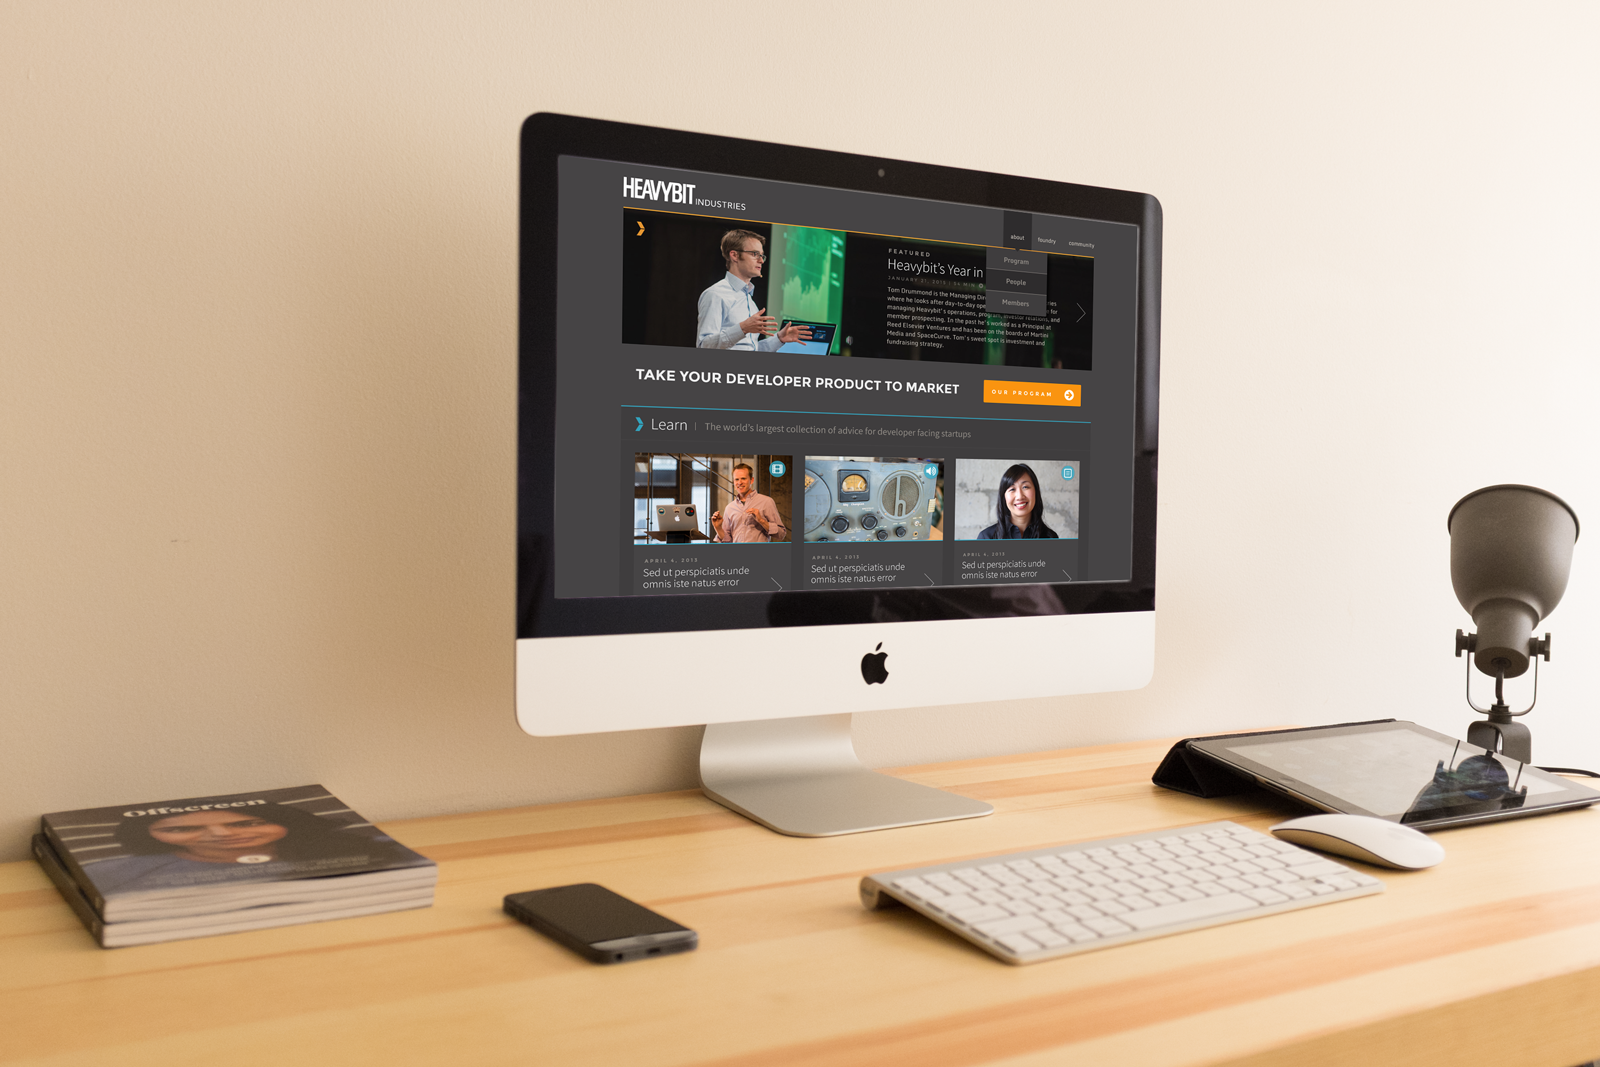 HEAVYBIT INDUSTRIES
about foundry community
Program
People
Members
FEATURED
Heavybit's Year in
Tom Drummond is the Managing
where he looks after day-to-day for
managing Heavybit's operations, program, investor relations, and
member prospecting. In the past he's worked as a Principal at
Reed Elsevier Ventures and has been on the boards of Martini
Media and SpaceCurve. Tom's sweet spot is investment and
fundraising strategy.
TAKE YOUR DEVELOPER PRODUCT TO MARKET
OUR PROGRAM
Learn | The world's largest collection of advice for developer facing startups
APRIL 4, 2013
Sed ut perspiciatis unde
omnis iste natus error
APRIL 4, 2013
Sed ut perspiciatis unde
omnis iste natus error
APRIL 4, 2013
Sed ut perspiciatis unde
omnis iste natus error
Offscreen